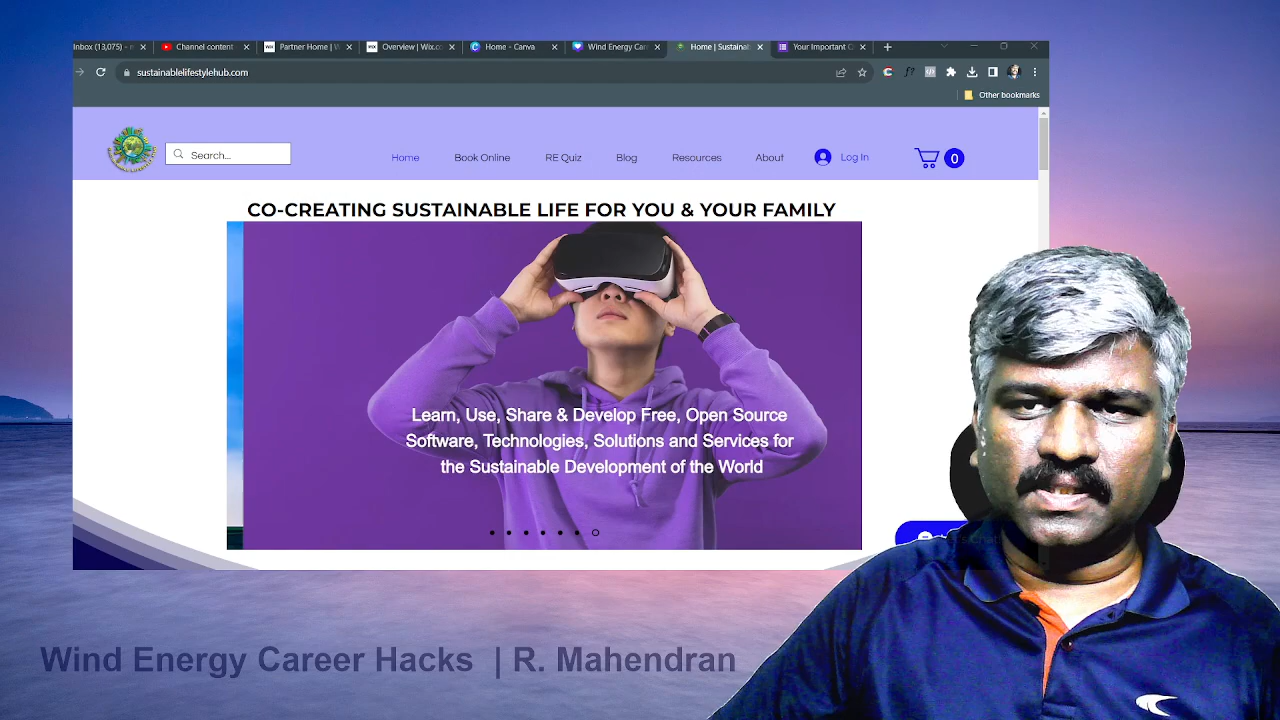 Inbox (13,075) - m
Channel content
Partner Home | W
Overview | Wix.co
Home - Canva
Wind Energy Care
Home | Sustainab
Your Important C
sustainablelifestylehub.com
Other bookmarks
Search...
Home
Book Online
RE Quiz
Blog
Resources
About
Log In
0
CO-CREATING SUSTAINABLE LIFE FOR YOU & YOUR FAMILY
Learn, Use, Share & Develop Free, Open Source
Software, Technologies, Solutions and Services for
the Sustainable Development of the World
Wind Energy Career Hacks | R. Mahendran